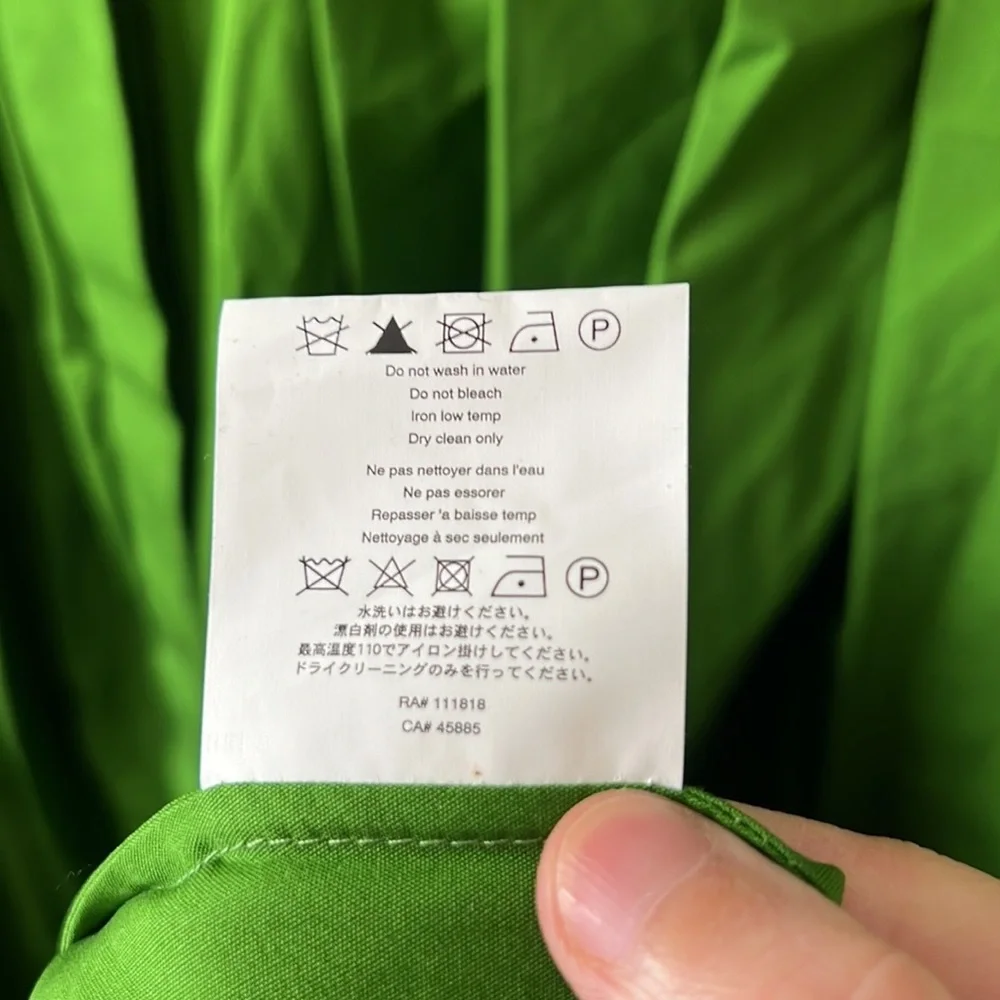 P
Do not wash in water
Do not bleach
Iron low temp
Dry clean only
Ne pas nettoyer dans l'eau
Ne pas essorer
Repasser 'a baisse temp
Nettoyage à sec seulement
P
水洗いはお避けください。
漂白剤の使用はお避けください。
最高温度110でアイロン掛けしてください。
ドライクリーニングのみを行ってください。
RA# 111818
CA# 45885